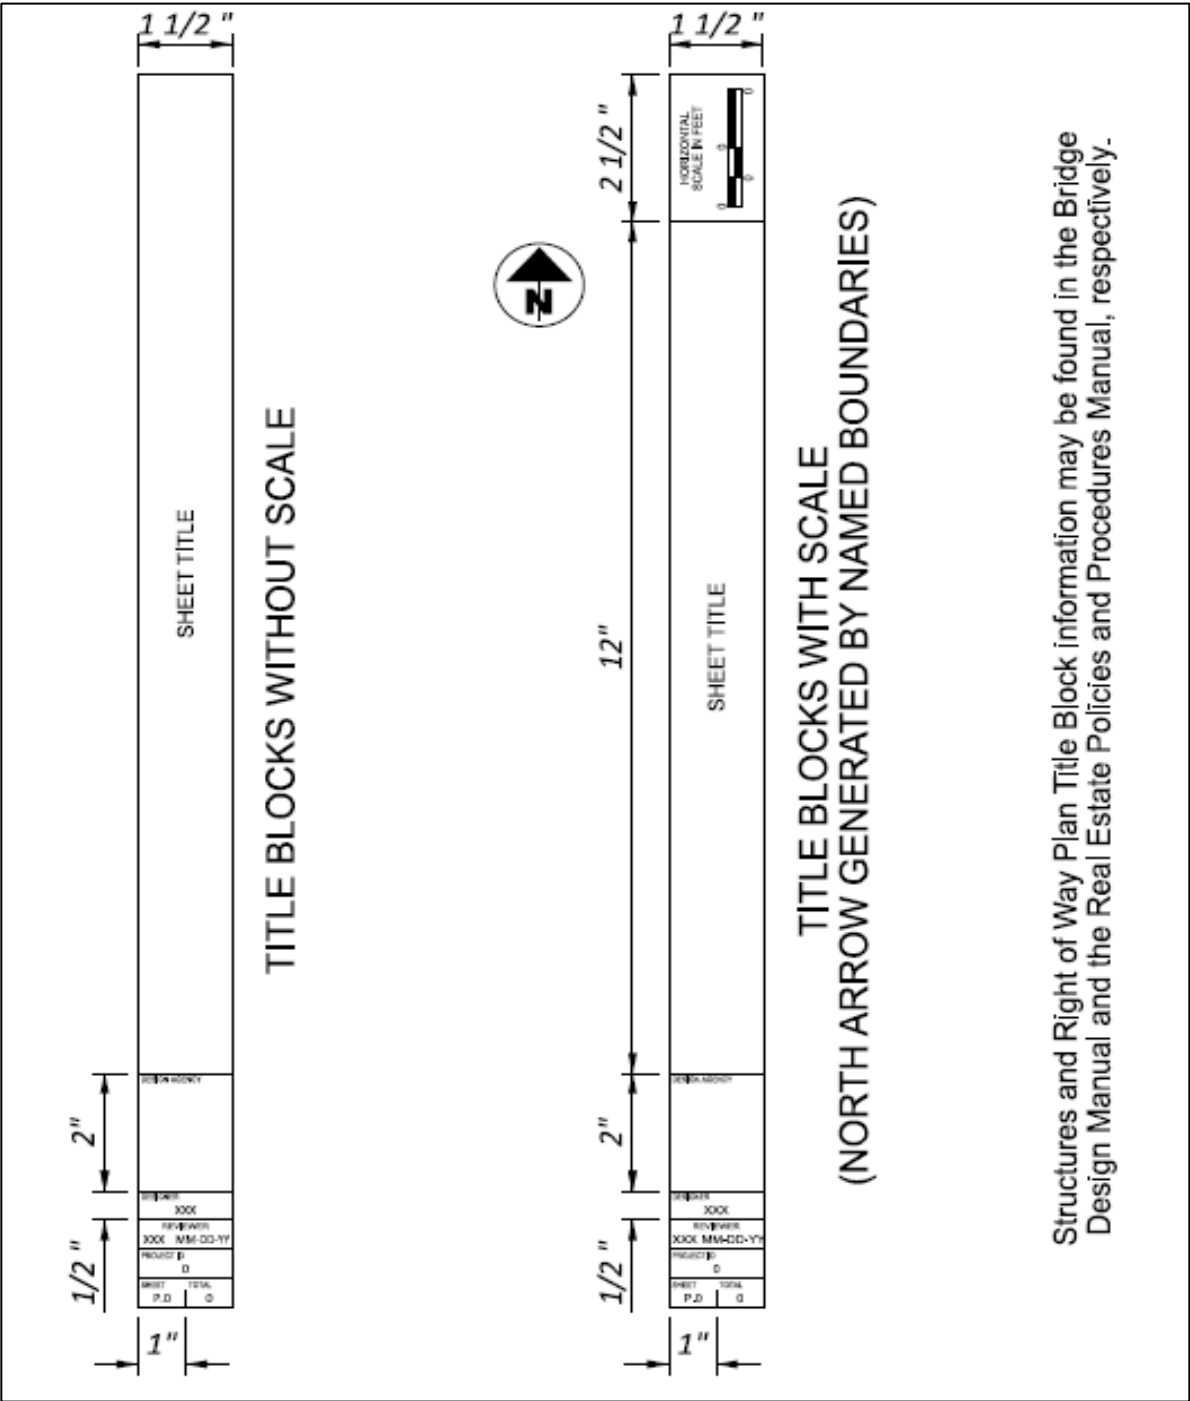 1 1/2 "
SHEET TITLE
DESIGN AGENCY
DESIGNER
XXX
REVIEWER
XXX MM-DD-YY
PROJECT ID
0
SHEET TOTAL
P.0 0
2"
1/2 "
1"
TITLE BLOCKS WITHOUT SCALE
1 1/2 "
2 1/2 "
HORIZONTAL
SCALE IN FEET
0
0
0
0
N
12"
SHEET TITLE
DESIGN AGENCY
DESIGNER
XXX
REVIEWER
XXX MM-DD-YY
PROJECT ID
0
SHEET TOTAL
P.0 0
2"
1/2 "
1"
TITLE BLOCKS WITH SCALE
(NORTH ARROW GENERATED BY NAMED BOUNDARIES)
Structures and Right of Way Plan Title Block information may be found in the Bridge
Design Manual and the Real Estate Policies and Procedures Manual, respectively.